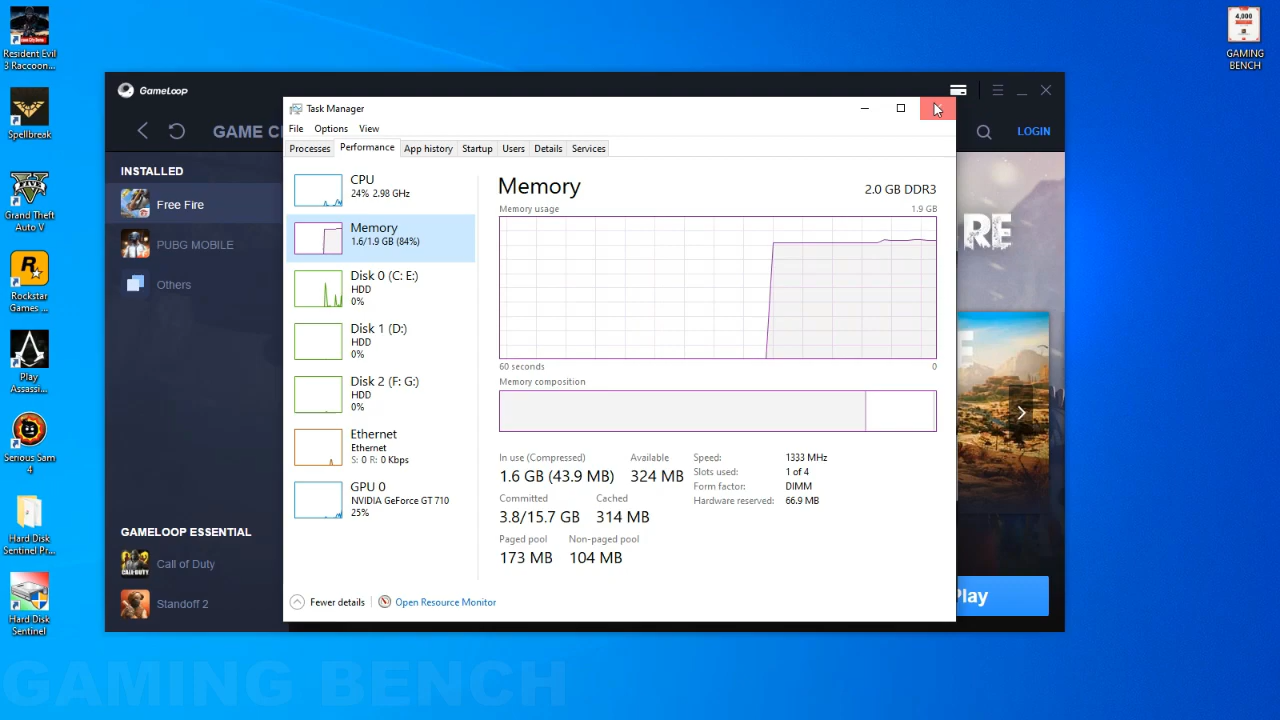 Resident Evil
3 Raccoon...
Spellbreak
Grand Theft
Auto V
Rockstar
Games ...
Play
Assassi...
Serious Sam
4
Hard Disk
Sentinel Pr...
Hard Disk
Sentinel
4,000
GAMING
BENCH
GameLoop
GAME C
LOGIN
INSTALLED
Free Fire
PUBG MOBILE
Others
GAMELOOP ESSENTIAL
Call of Duty
Standoff 2
RE
Play
Task Manager
File Options View
Processes Performance App history Startup Users Details Services
CPU
24% 2.98 GHz
Memory
1.6/1.9 GB (84%)
Disk 0 (C: E:)
HDD
0%
Disk 1 (D:)
HDD
0%
Disk 2 (F: G:)
HDD
0%
Ethernet
Ethernet
S: 0 R: 0 Kbps
GPU 0
NVIDIA GeForce GT 710
25%
Memory 2.0 GB DDR3
Memory usage 1.9 GB
60 seconds 0
Memory composition
In use (Compressed) Available
1.6 GB (43.9 MB) 324 MB
Committed Cached
3.8/15.7 GB 314 MB
Paged pool Non-paged pool
173 MB 104 MB
Speed: 1333 MHz
Slots used: 1 of 4
Form factor: DIMM
Hardware reserved: 66.9 MB
Fewer details Open Resource Monitor
GAMING BENCH